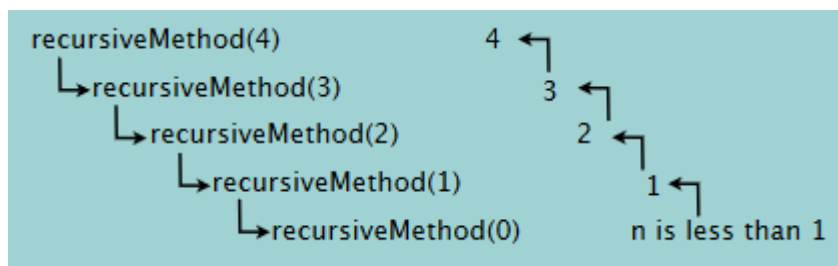 recursiveMethod(4) 4
recursiveMethod(3) 3
recursiveMethod(2) 2
recursiveMethod(1) 1
recursiveMethod(0) n is less than 1